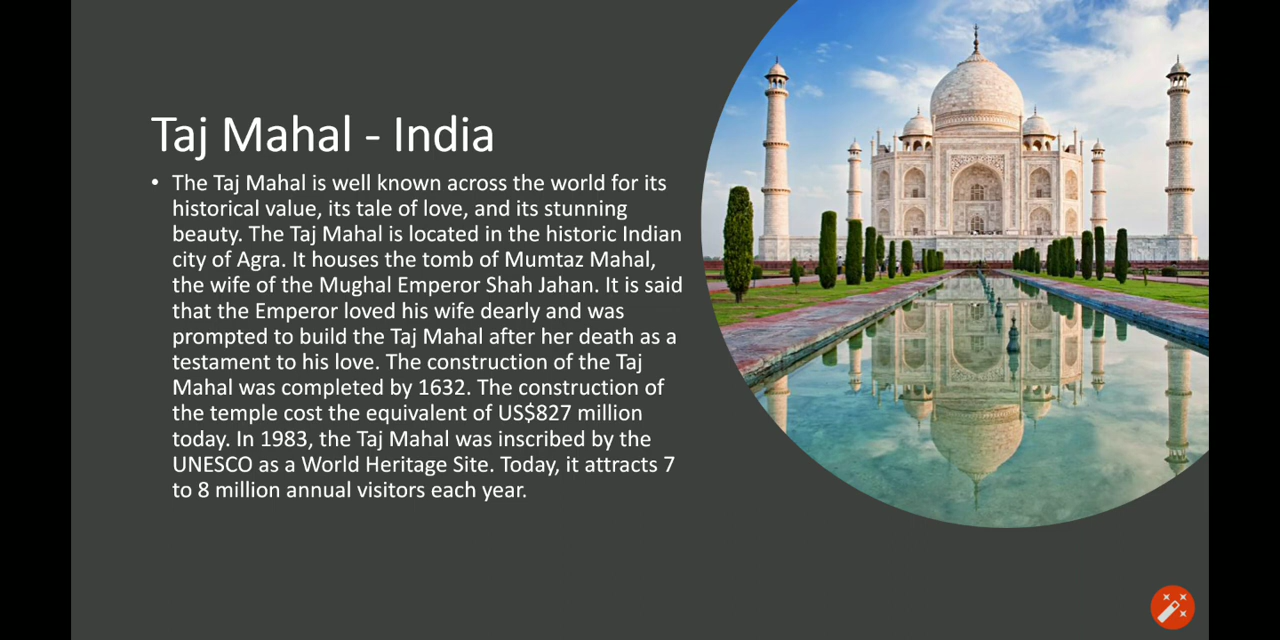 Taj Mahal - India
• The Taj Mahal is well known across the world for its
historical value, its tale of love, and its stunning
beauty. The Taj Mahal is located in the historic Indian
city of Agra. It houses the tomb of Mumtaz Mahal,
the wife of the Mughal Emperor Shah Jahan. It is said
that the Emperor loved his wife dearly and was
prompted to build the Taj Mahal after her death as a
testament to his love. The construction of the Taj
Mahal was completed by 1632. The construction of
the temple cost the equivalent of US$827 million
today. In 1983, the Taj Mahal was inscribed by the
UNESCO as a World Heritage Site. Today, it attracts 7
to 8 million annual visitors each year.